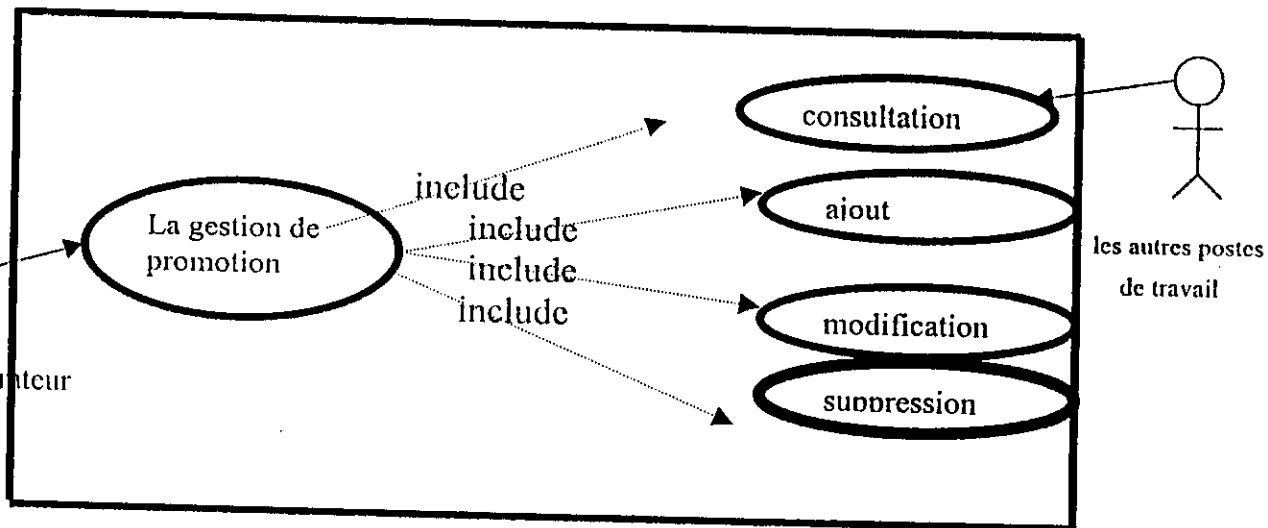 consultation
include
La gestion de
promotion
include
ajout
include
les autres postes
de travail
include
modification
suppression